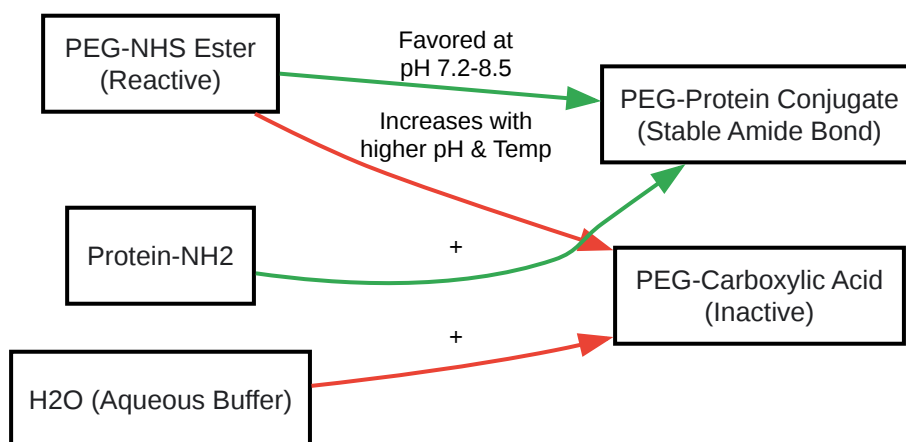 PEG-NHS Ester
(Reactive)
Favored at
pH 7.2-8.5
PEG-Protein Conjugate
(Stable Amide Bond)
Increases with
higher pH & Temp
Protein-NH2
+
PEG-Carboxylic Acid
(Inactive)
+
H2O (Aqueous Buffer)